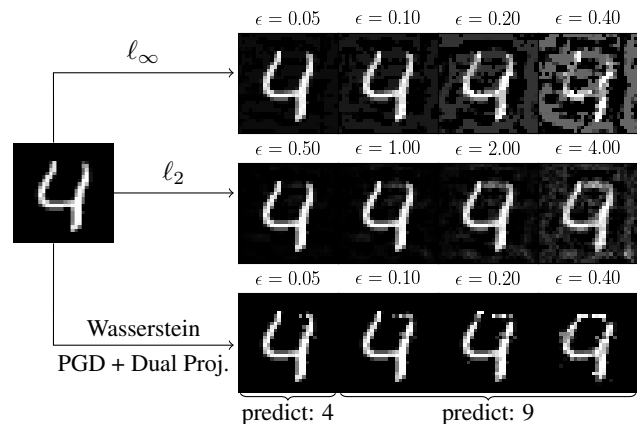 ϵ = 0.05 ϵ = 0.10 ϵ = 0.20 ϵ = 0.40
ℓ∞
ϵ = 0.50 ϵ = 1.00 ϵ = 2.00 ϵ = 4.00
ℓ2
ϵ = 0.05 ϵ = 0.10 ϵ = 0.20 ϵ = 0.40
Wasserstein
PGD + Dual Proj.
predict: 4 predict: 9